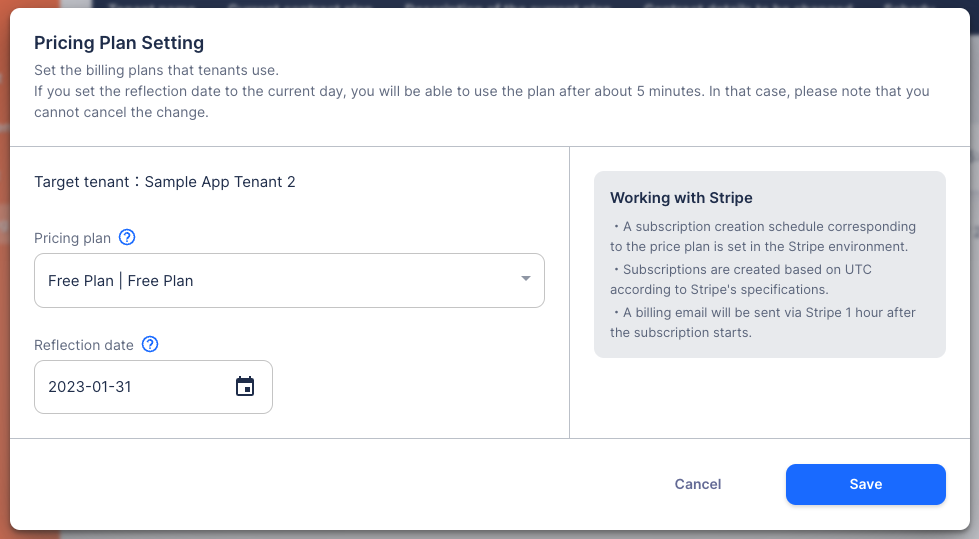 Pricing Plan Setting
Set the billing plans that tenants use.
If you set the reflection date to the current day, you will be able to use the plan after about 5 minutes. In that case, please note that you
cannot cancel the change.
Target tenant：Sample App Tenant 2
Pricing plan ?
Free Plan | Free Plan
Reflection date ?
2023-01-31
Working with Stripe
・A subscription creation schedule corresponding
to the price plan is set in the Stripe environment.
・Subscriptions are created based on UTC
according to Stripe's specifications.
・A billing email will be sent via Stripe 1 hour after
the subscription starts.
Cancel
Save